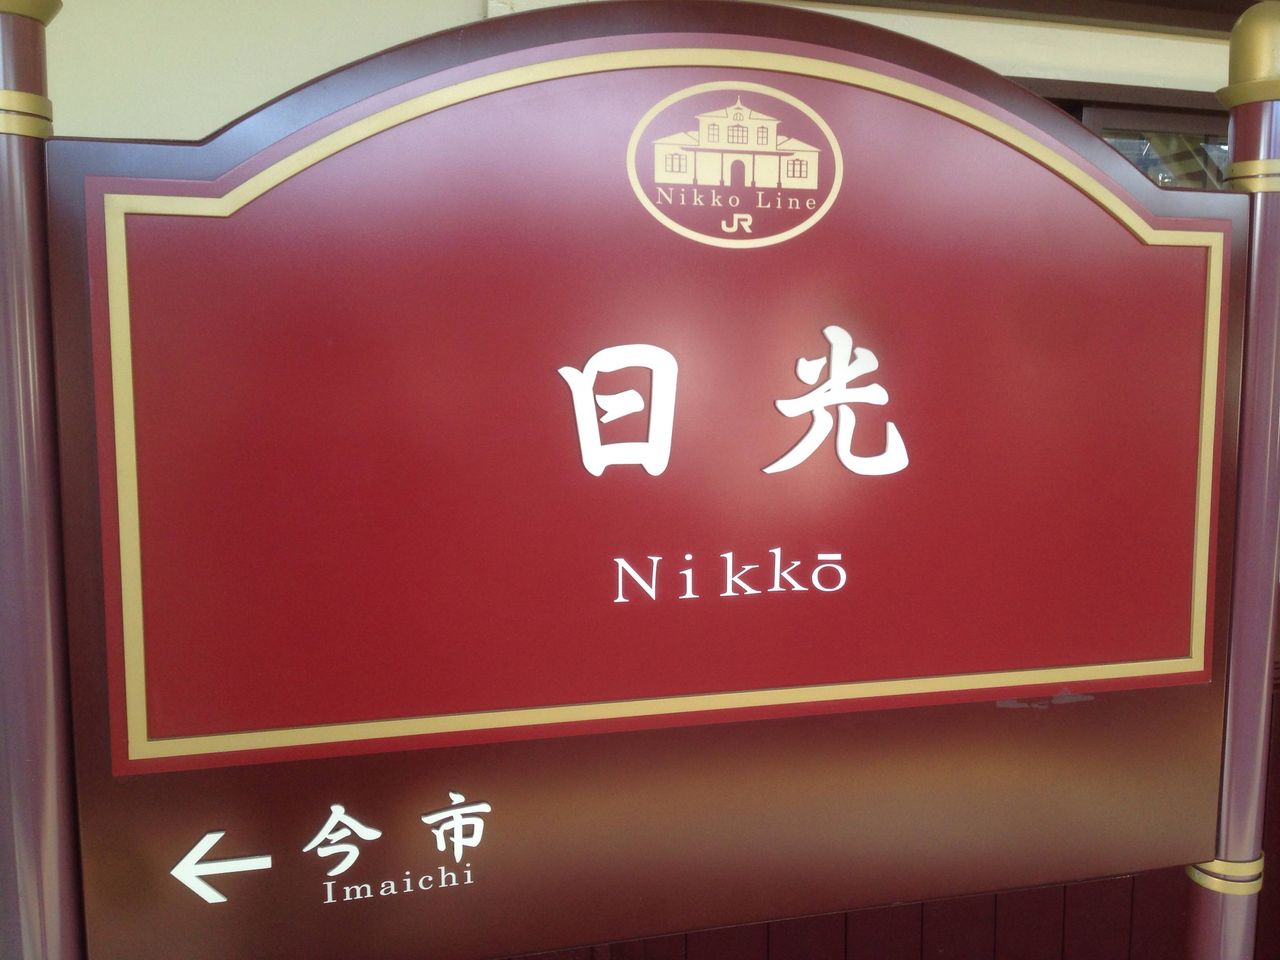 Nikko Line
JR
日光
Nikkō
← 今市
Imaichi